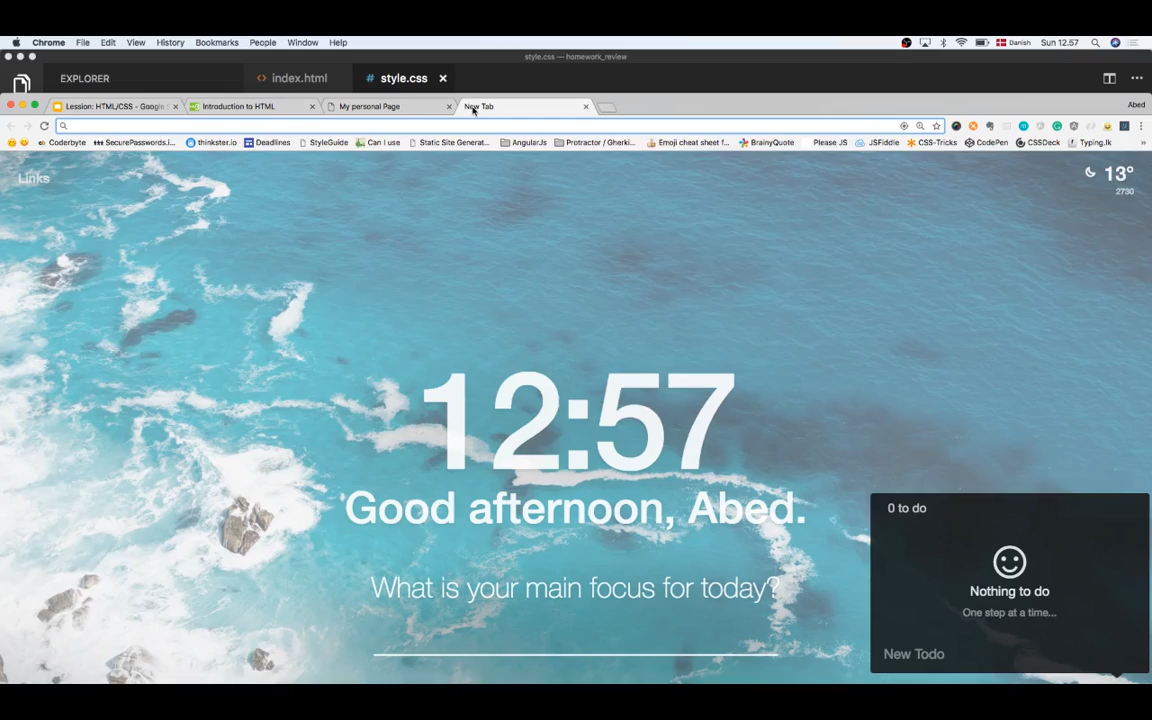 Chrome File Edit View History Bookmarks People Window Help Danish Sun 12.57
style.css — homework_review
EXPLORER <> index.html # style.css ×
Lession: HTML/CSS - Google Introduction to HTML My personal Page New Tab Abed
Coderbyte SecurePasswords.i... thinkster.io Deadlines StyleGuide Can I use Static Site Generat... AngularJs Protractor / Gherki... Emoji cheat sheet f... BrainyQuote Please JS JSFiddle CSS-Tricks CodePen CSSDeck Typing.lk »
Links
13°
2730
12:57
Good afternoon, Abed.
What is your main focus for today?
0 to do
Nothing to do
One step at a time...
New Todo